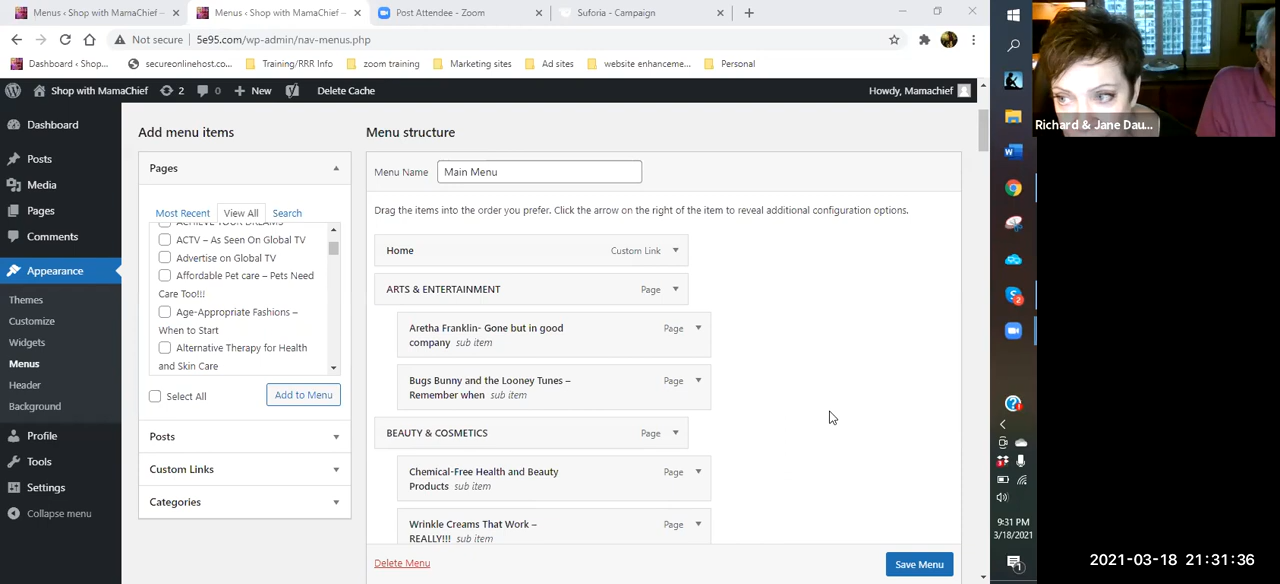 Menus ‹ Shop with MamaChief
Menus ‹ Shop with MamaChief
Post Attendee - Zoom
Suforia - Campaign
Not secure
5e95.com/wp-admin/nav-menus.php
Dashboard ‹ Shop...
secureonlinehost.co...
Training/RRR Info
zoom training
Marketing sites
Ad sites
website enhanceme...
Personal
Shop with MamaChief
2
0
New
Delete Cache
Howdy, Mamachief
Dashboard
Posts
Media
Pages
Comments
Appearance
Themes
Customize
Widgets
Menus
Header
Background
Profile
Tools
Settings
Collapse menu
Add menu items
Pages
Most Recent
View All
Search
ACHIEVE YOUR DREAMS
ACTV – As Seen On Global TV
Advertise on Global TV
Affordable Pet care – Pets Need
Care Too!!!
Age-Appropriate Fashions –
When to Start
Alternative Therapy for Health
and Skin Care
Select All
Add to Menu
Posts
Custom Links
Categories
Menu structure
Menu Name
Main Menu
Drag the items into the order you prefer. Click the arrow on the right of the item to reveal additional configuration options.
Home
Custom Link
ARTS & ENTERTAINMENT
Page
Aretha Franklin- Gone but in good
company sub item
Page
Bugs Bunny and the Looney Tunes –
Remember when sub item
Page
BEAUTY & COSMETICS
Page
Chemical-Free Health and Beauty
Products sub item
Page
Wrinkle Creams That Work –
REALLY!!! sub item
Page
Delete Menu
Save Menu
Richard & Jane Dau...
9:31 PM
3/18/2021
2021-03-18 21:31:36